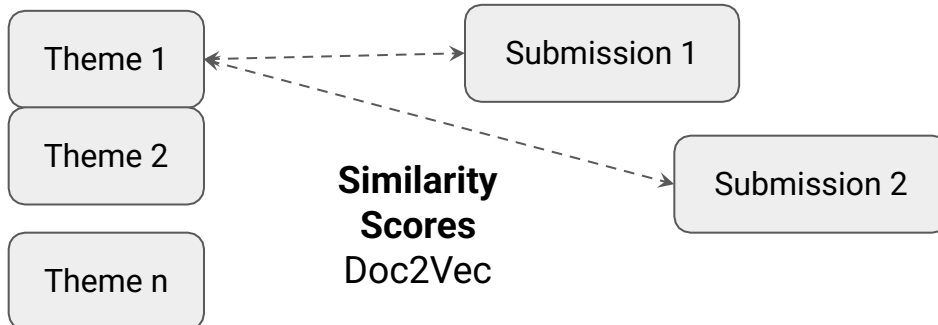 Theme 1
Submission 1
Theme 2
Submission 2
Similarity
Scores
Doc2Vec
Theme n